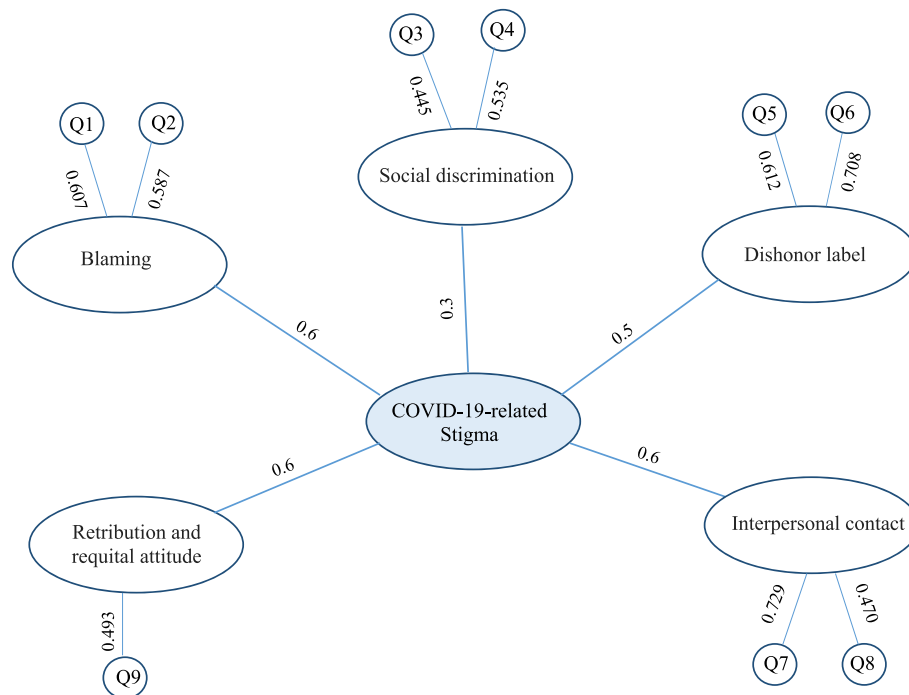 Q3
Q4
0.445
0.535
Social discrimination
Q1
Q2
0.607
0.587
Blaming
Q5
Q6
0.612
0.708
Dishonor label
0.6
0.3
0.5
COVID-19-related
Stigma
0.6
0.6
Retribution and
requital attitude
0.493
Q9
Interpersonal contact
0.729
0.470
Q7
Q8